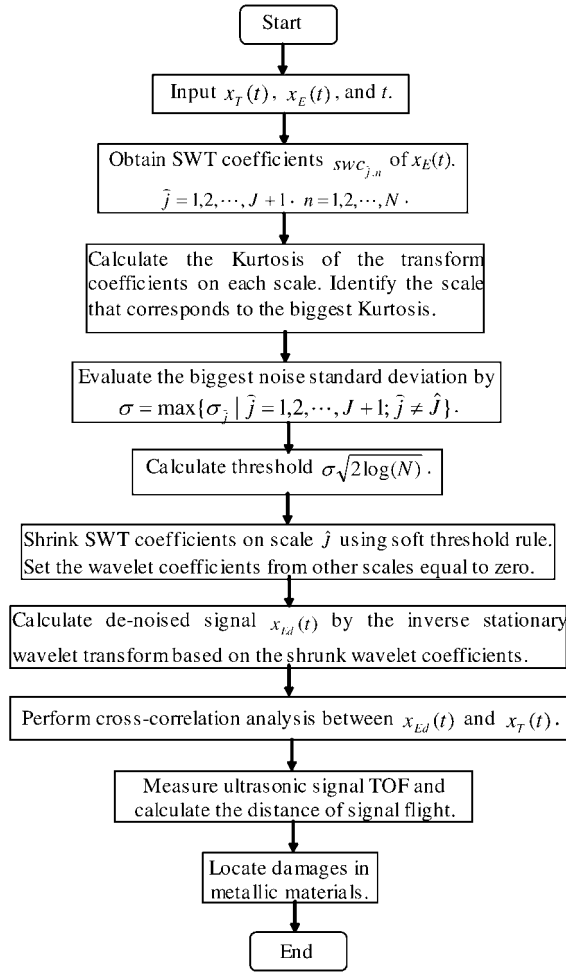 Start
Input x_T(t), x_E(t), and t.
Obtain SWT coefficients swc_{ĵ,n} of x_E(t).
ĵ = 1,2,⋯, J + 1. n = 1,2,⋯, N.
Calculate the Kurtosis of the transform
coefficients on each scale. Identify the scale
that corresponds to the biggest Kurtosis.
Evaluate the biggest noise standard deviation by
σ = max{σ_ĵ | ĵ = 1,2,⋯, J + 1; ĵ ≠ Ĵ}.
Calculate threshold σ√2log(N).
Shrink SWT coefficients on scale ĵ using soft threshold rule.
Set the wavelet coefficients from other scales equal to zero.
Calculate de-noised signal x_{Ed}(t) by the inverse stationary
wavelet transform based on the shrunk wavelet coefficients.
Perform cross-correlation analysis between x_{Ed}(t) and x_T(t).
Measure ultrasonic signal TOF and
calculate the distance of signal flight.
Locate damages in
metallic materials.
End